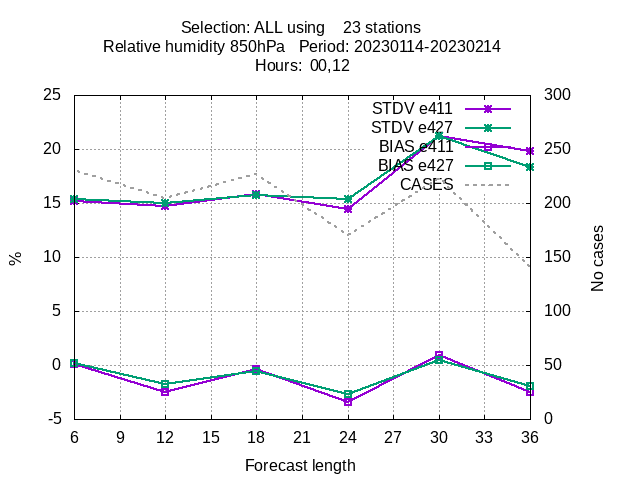 Selection: ALL using 23 stations
Relative humidity 850hPa Period: 20230114-20230214
Hours: 00,12
25
20
15
10
5
0
-5
%
300
250
200
150
100
50
0
No cases
STDV e411
STDV e427
BIAS e411
BIAS e427
CASES
6 9 12 15 18 21 24 27 30 33 36
Forecast length